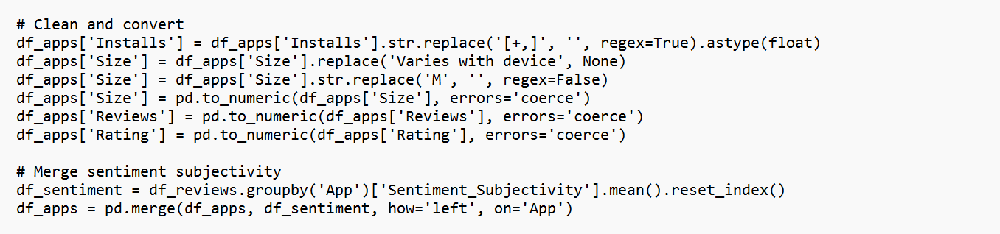 # Clean and convert
df_apps['Installs'] = df_apps['Installs'].str.replace('[+,]', '', regex=True).astype(float)
df_apps['Size'] = df_apps['Size'].replace('Varies with device', None)
df_apps['Size'] = df_apps['Size'].str.replace('M', '', regex=False)
df_apps['Size'] = pd.to_numeric(df_apps['Size'], errors='coerce')
df_apps['Reviews'] = pd.to_numeric(df_apps['Reviews'], errors='coerce')
df_apps['Rating'] = pd.to_numeric(df_apps['Rating'], errors='coerce')
# Merge sentiment subjectivity
df_sentiment = df_reviews.groupby('App')['Sentiment_Subjectivity'].mean().reset_index()
df_apps = pd.merge(df_apps, df_sentiment, how='left', on='App')